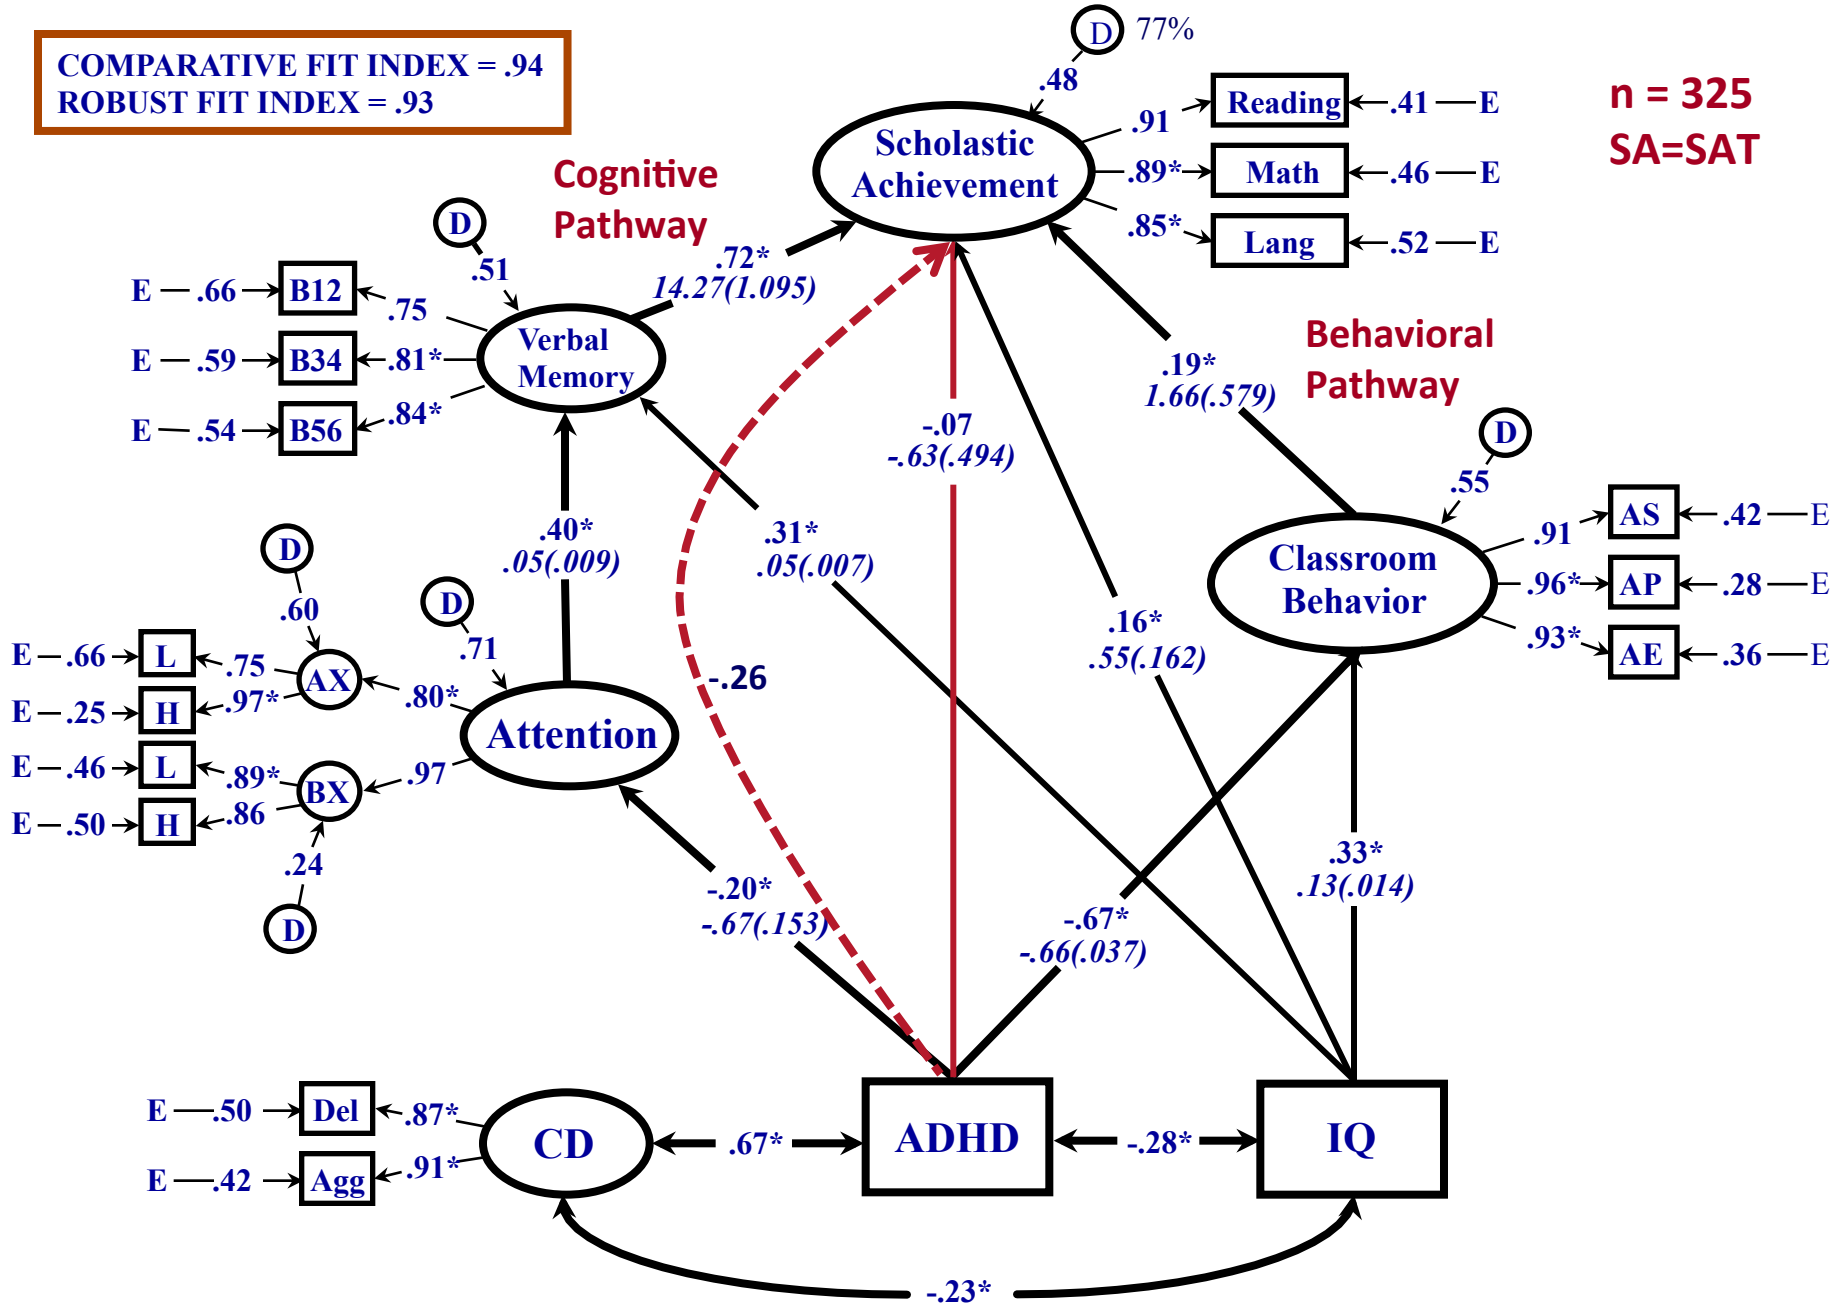 COMPARATIVE FIT INDEX = .94
ROBUST FIT INDEX = .93
D 77%
.48
n = 325
SA=SAT
Scholastic
Achievement
.91 Reading .41 E
.89* Math .46 E
.85* Lang .52 E
Cognitive
Pathway
D
.51
.72*
14.27(1.095)
E .66 B12 .75
E .59 B34 .81*
E .54 B56 .84*
Verbal
Memory
Behavioral
Pathway
.19*
1.66(.579)
-.07
-.63(.494)
D
.55
.40*
.05(.009)
.31*
.05(.007)
Classroom
Behavior
.91 AS .42 E
.96* AP .28 E
.93* AE .36 E
D
.60
D
.71
.16*
.55(.162)
E .66 L .75
E .25 H .97*
AX
.80*
-.26
Attention
E .46 L .89*
E .50 H .86
BX
.97
.24
D
-.20*
-.67(.153)
-.67*
-.66(.037)
.33*
.13(.014)
E .50 Del .87*
E .42 Agg .91*
CD
.67*
ADHD
-.28*
IQ
-.23*